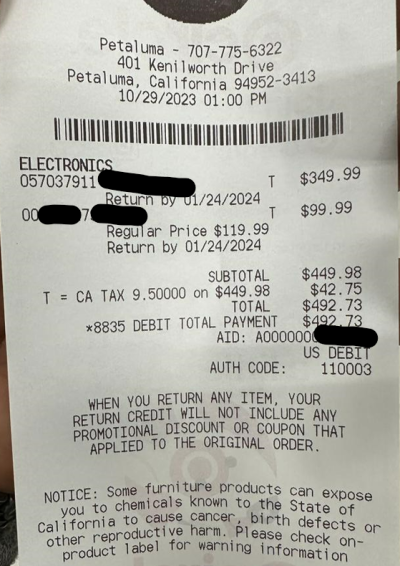 Petaluma - 707-775-6322
401 Kenilworth Drive
Petaluma, California 94952-3413
10/29/2023 01:00 PM
ELECTRONICS
057037911 T $349.99
Return by 01/24/2024
00 7 T $99.99
Regular Price $119.99
Return by 01/24/2024
SUBTOTAL $449.98
T = CA TAX 9.50000 on $449.98 $42.75
TOTAL $492.73
*8835 DEBIT TOTAL PAYMENT $492.73
AID: A0000000
US DEBIT
AUTH CODE: 110003
WHEN YOU RETURN ANY ITEM, YOUR
RETURN CREDIT WILL NOT INCLUDE ANY
PROMOTIONAL DISCOUNT OR COUPON THAT
APPLIED TO THE ORIGINAL ORDER.
NOTICE: Some furniture products can expose
you to chemicals known to the State of
California to cause cancer, birth defects or
other reproductive harm. Please check on-
product label for warning information